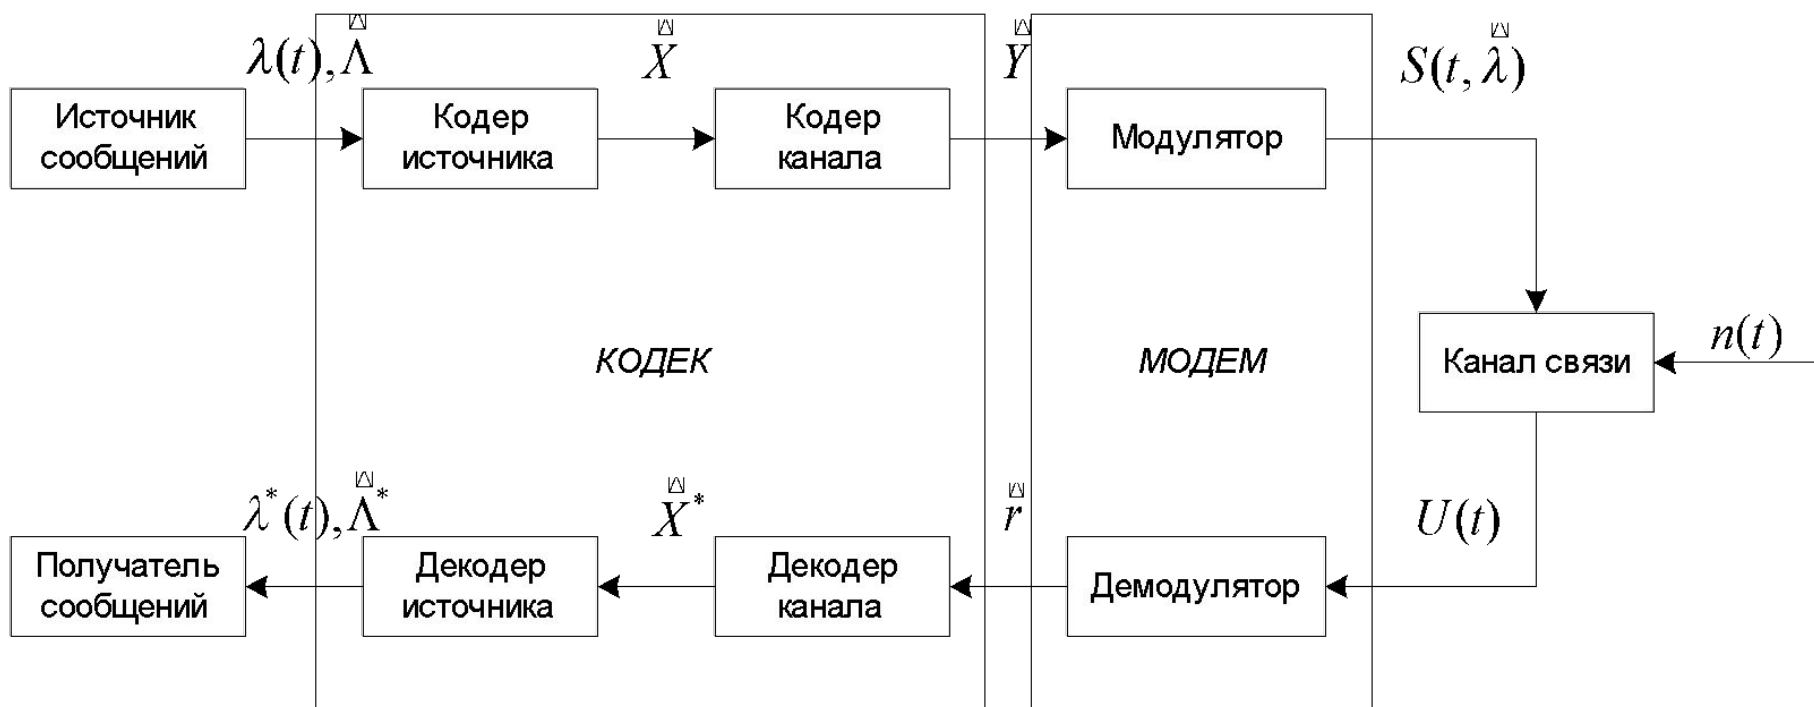 λ(t), Λ⃗
X⃗
Y⃗
S(t, λ⃗)
Источник
сообщений
Кодер
источника
Кодер
канала
Модулятор
КОДЕК
МОДЕМ
Канал связи
n(t)
λ*(t), Λ⃗*
X⃗*
r⃗
U(t)
Получатель
сообщений
Декодер
источника
Декодер
канала
Демодулятор